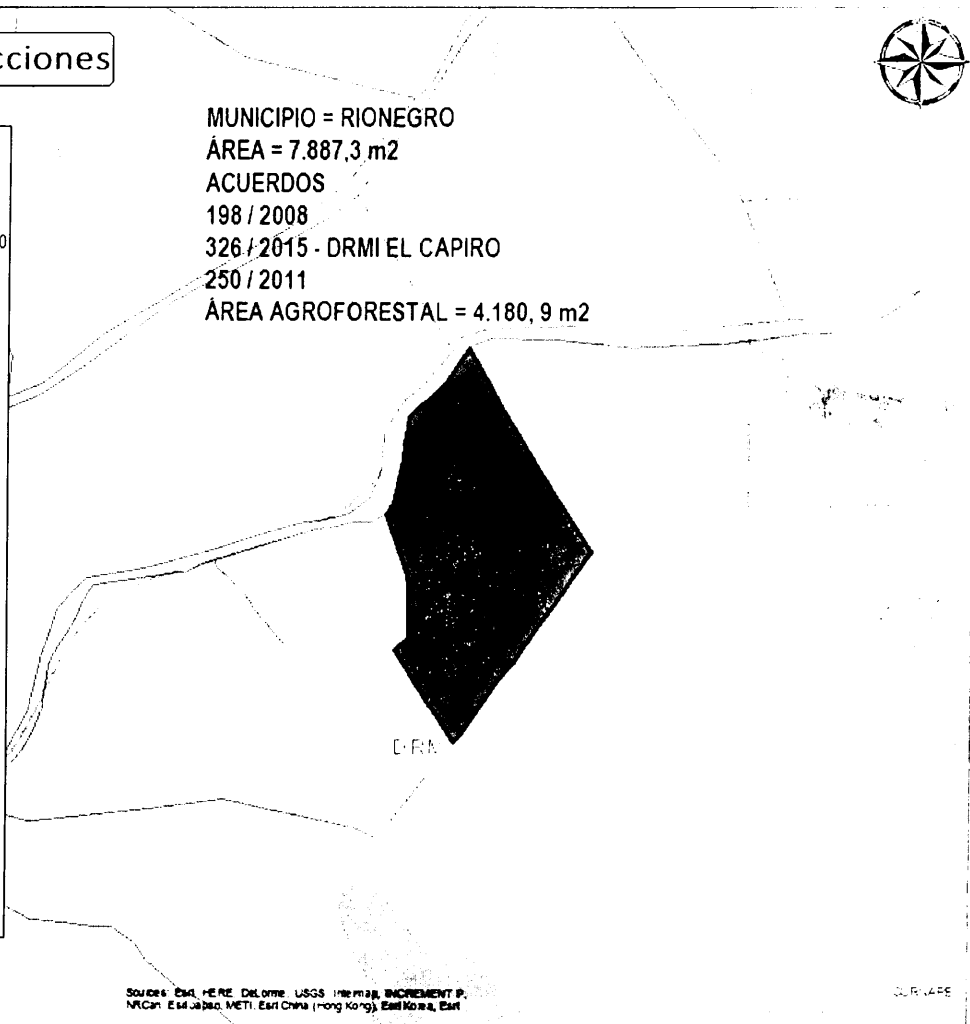 cciones
MUNICIPIO = RIONEGRO
ÁREA = 7.887,3 m2
ACUERDOS
198 / 2008
0
326 / 2015 - DRMI EL CAPIRO
250 / 2011
ÁREA AGROFORESTAL = 4.180, 9 m2
DRM
Sources: Esri, HERE, DeLorme, USGS, Intermap, INCREMENT P,
NRCan, Esri Japan, METI, Esri China (Hong Kong), Esri Korea, Esri